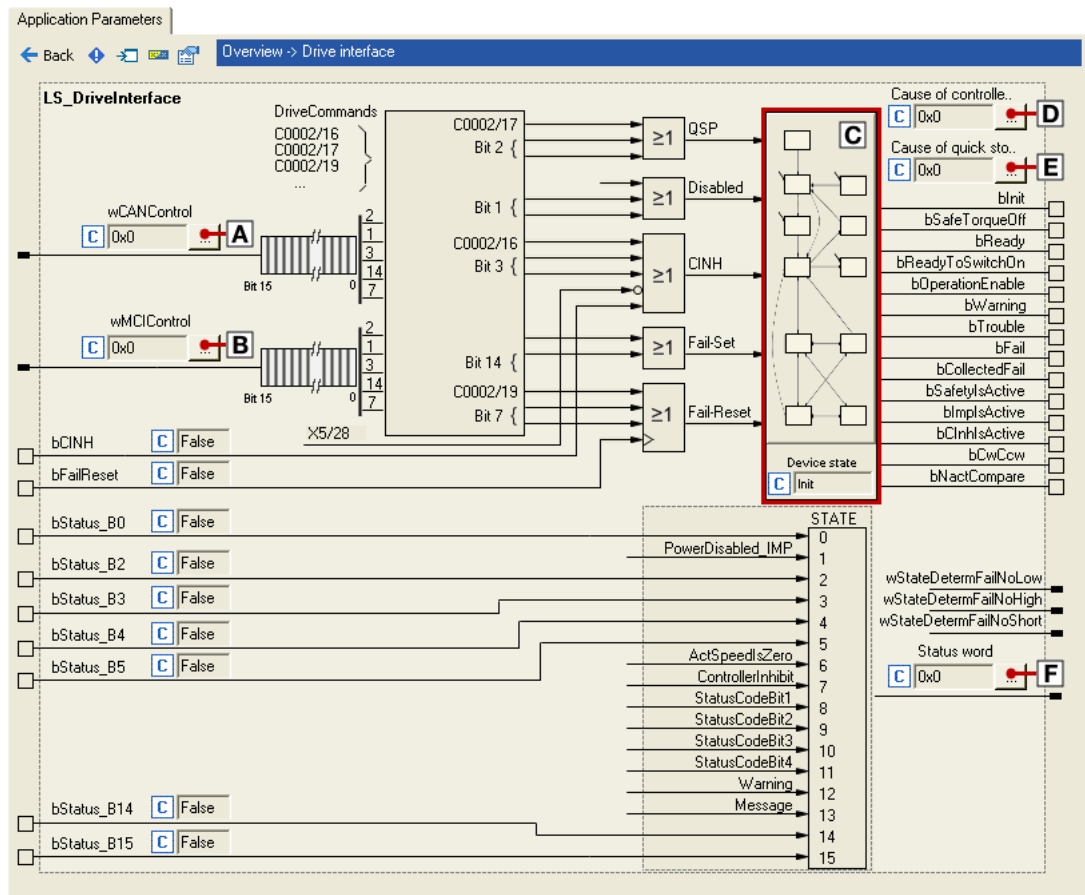 Application Parameters
Back
Overview -> Drive interface
LS_DriveInterface
DriveCommands
C0002/16
C0002/17
C0002/19
...
wCANControl
C 0x0 ... A
2
1
3
14
7
Bit 15
0
wMCIControl
C 0x0 ... B
2
1
3
14
7
Bit 15
0
X5/28
C0002/17
Bit 2 {
Bit 1 {
C0002/16
Bit 3 {
Bit 14 {
C0002/19
Bit 7 {
≥1 QSP
≥1 Disabled
≥1 CINH
≥1 Fail-Set
≥1 Fail-Reset
C
Device state
C Init
Cause of controlle..
C 0x0 ... D
Cause of quick sto..
C 0x0 ... E
bInit
bSafeTorqueOff
bReady
bReadyToSwitchOn
bOperationEnable
bWarning
bTrouble
bFail
bCollectedFail
bSafetyIsActive
bImpIsActive
bCInhIsActive
bCwCcw
bNactCompare
bCINH C False
bFailReset C False
bStatus_B0 C False
bStatus_B2 C False
bStatus_B3 C False
bStatus_B4 C False
bStatus_B5 C False
bStatus_B14 C False
bStatus_B15 C False
STATE
0
PowerDisabled_IMP 1
2
3
4
5
ActSpeedIsZero 6
ControllerInhibit 7
StatusCodeBit1 8
StatusCodeBit2 9
StatusCodeBit3 10
StatusCodeBit4 11
Warning 12
Message 13
14
15
wStateDetermFailNoLow
wStateDetermFailNoHigh
wStateDetermFailNoShort
Status word
C 0x0 ... F